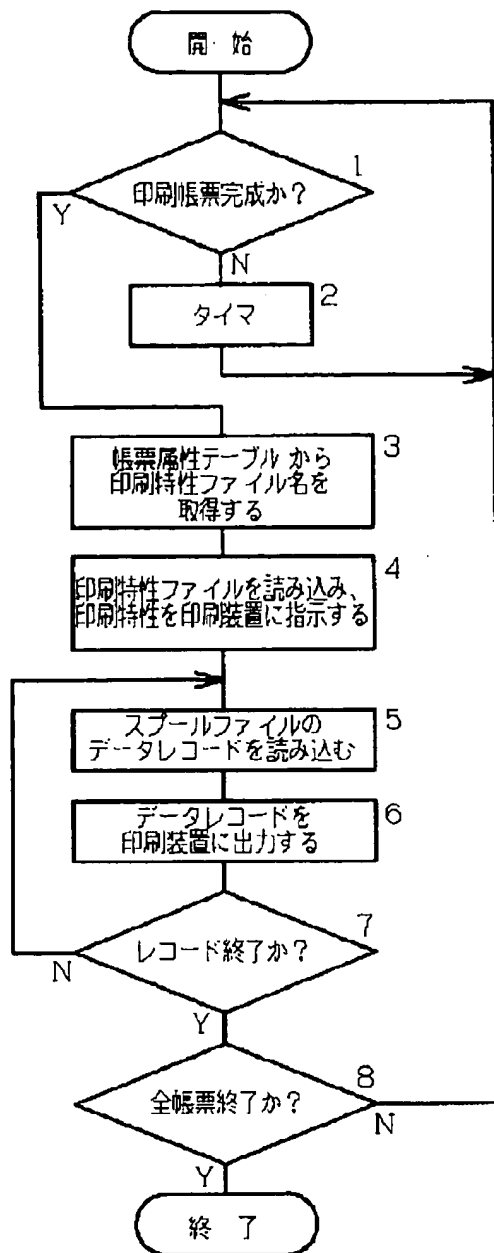 開始
1
印刷帳票完成か?
Y
N
2
タイマ
3
帳票属性テーブルから
印刷特性ファイル名を
取得する
4
印刷特性ファイルを読み込み、
印刷特性を印刷装置に指示する
5
スプールファイルの
データレコードを読み込む
6
データレコードを
印刷装置に出力する
7
レコード終了か?
N
Y
8
全帳票終了か?
N
Y
終了